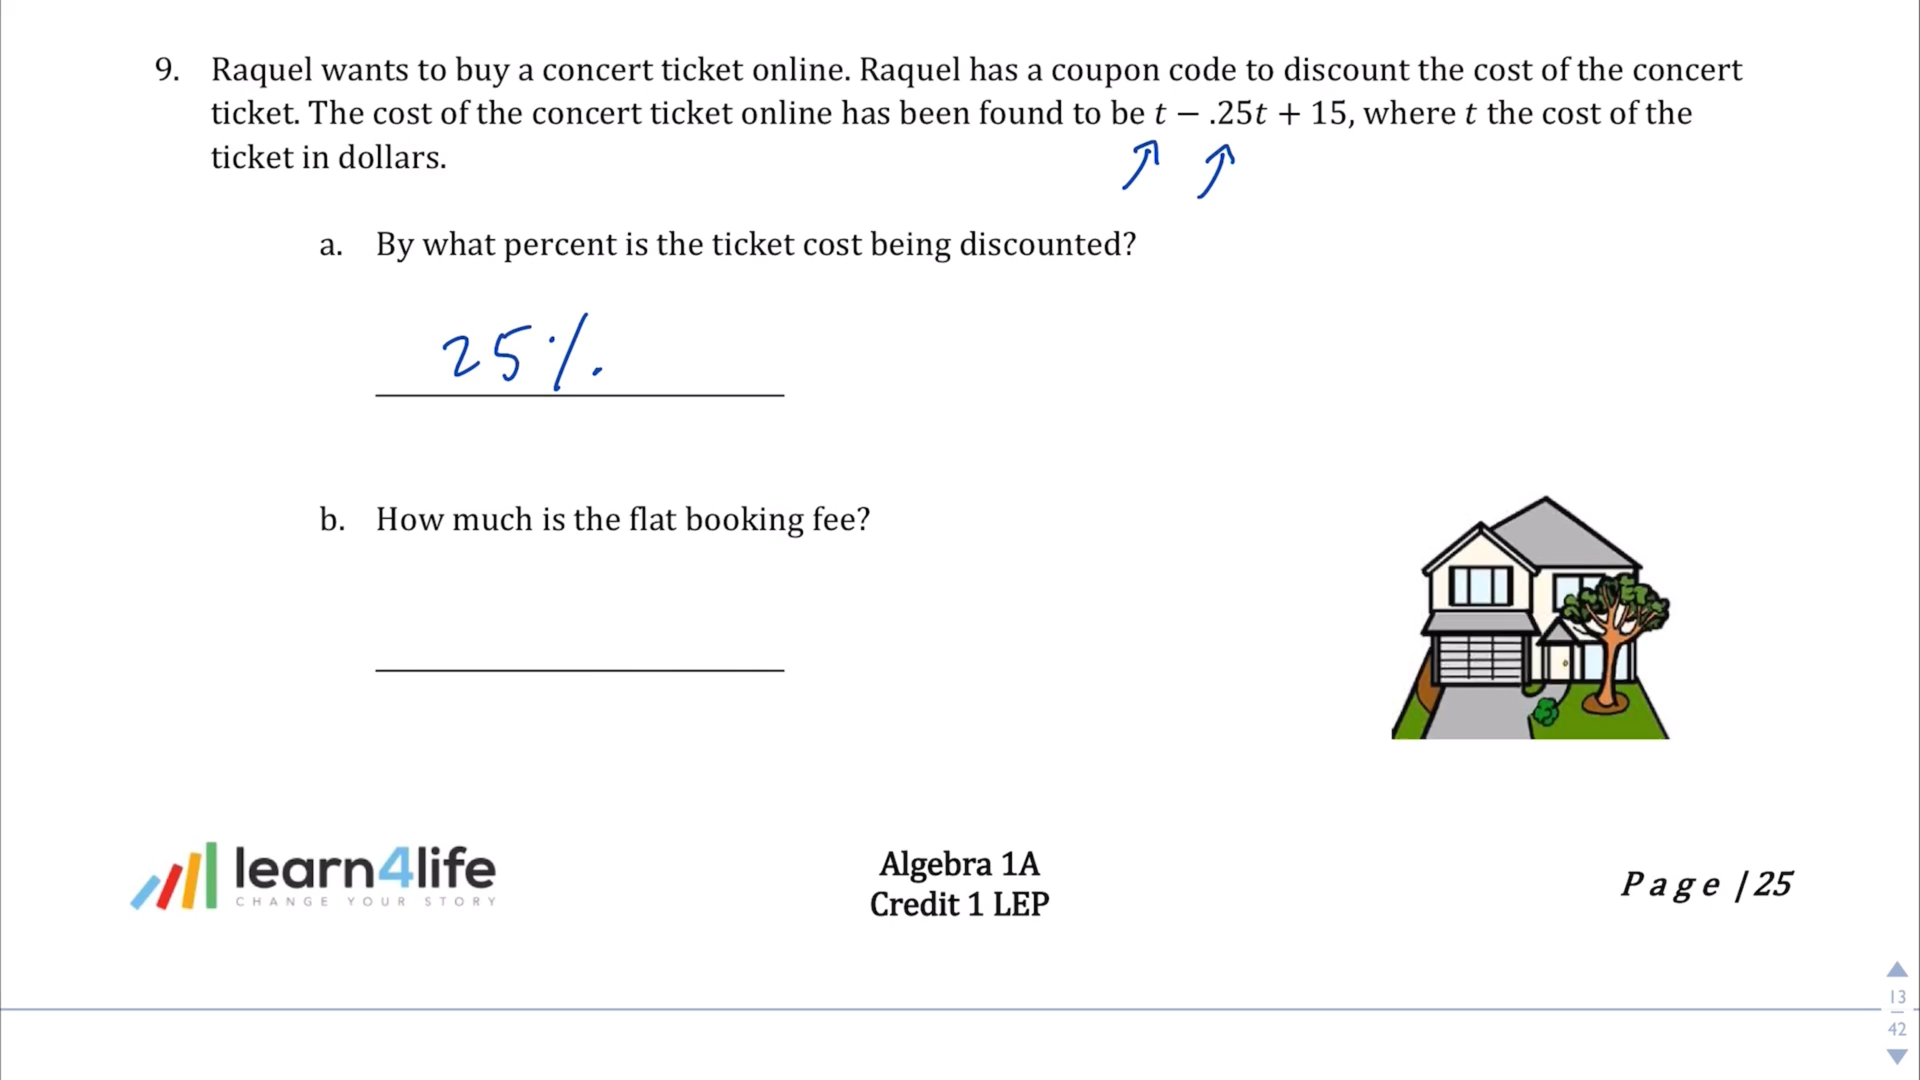 9. Raquel wants to buy a concert ticket online. Raquel has a coupon code to discount the cost of the concert
ticket. The cost of the concert ticket online has been found to be t − .25t + 15, where t the cost of the
ticket in dollars.
a. By what percent is the ticket cost being discounted?
25%
b. How much is the flat booking fee?
learn4life
CHANGE YOUR STORY
Algebra 1A
Credit 1 LEP
Page |25
13
42